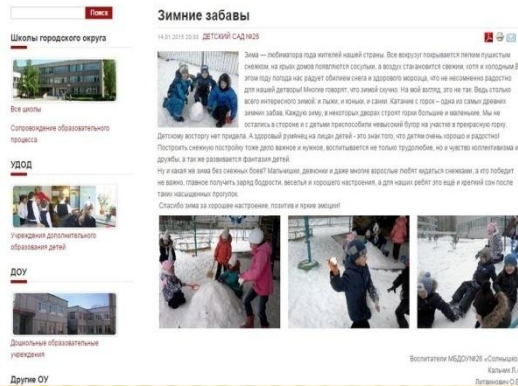 Поиск
Школы городского округа
Все школы
Сопровождение образовательного
процесса
УДОД
Учреждения дополнительного
образования детей
ДОУ
Дошкольные образовательные
учреждения
Другие ОУ
Зимние забавы
ДЕТСКИЙ САД №26
Зима — любимая пора года жителей нашей страны. Все вокруг покрывается легким пушистым
снежком, на крышах домов появляются сосульки, а воздух становится свежим, хотя и холодным. В
этом году погода нас радует обилием снега и здорового мороза, что не несомненно радостно
для нашей детворы! Многие говорят, что зимой скучно. На мой взгляд, это не так. Ведь столько
всего интересного зимой: и лыжи, и коньки, и санки. Катание с горок – одна из самых древних
зимних забав. Каждую зиму, в некоторых дворах строят горки большие и маленькие. Мы не
остались в стороне и с детьми приспособили невысокий бугор на участке в прекрасную горку.
Детскому восторгу нет придела. А здоровый румянец на лицах детей - это знак того, что детям очень хорошо и радостно!
Построить снежную постройку тоже дело важное и нужное, воспитывается не только трудолюбие, но и чувство коллективизма и
дружбы, а так же развивается фантазия детей.
Ну и какая же зима без снежных боев? Мальчишки, девчонки и даже многие взрослые любят кидаться снежками, а кто победит
не важно, главное получить заряд бодрости, веселья и хорошего настроения, а для наших ребят это ещё и крепкий сон после
таких насыщенных прогулок.
Спасибо зима за хорошее настроение, позитив и яркие эмоции!
Воспитатели МБДОУ№26 «Солнышко
Кальчик Л.
Литвинович О.